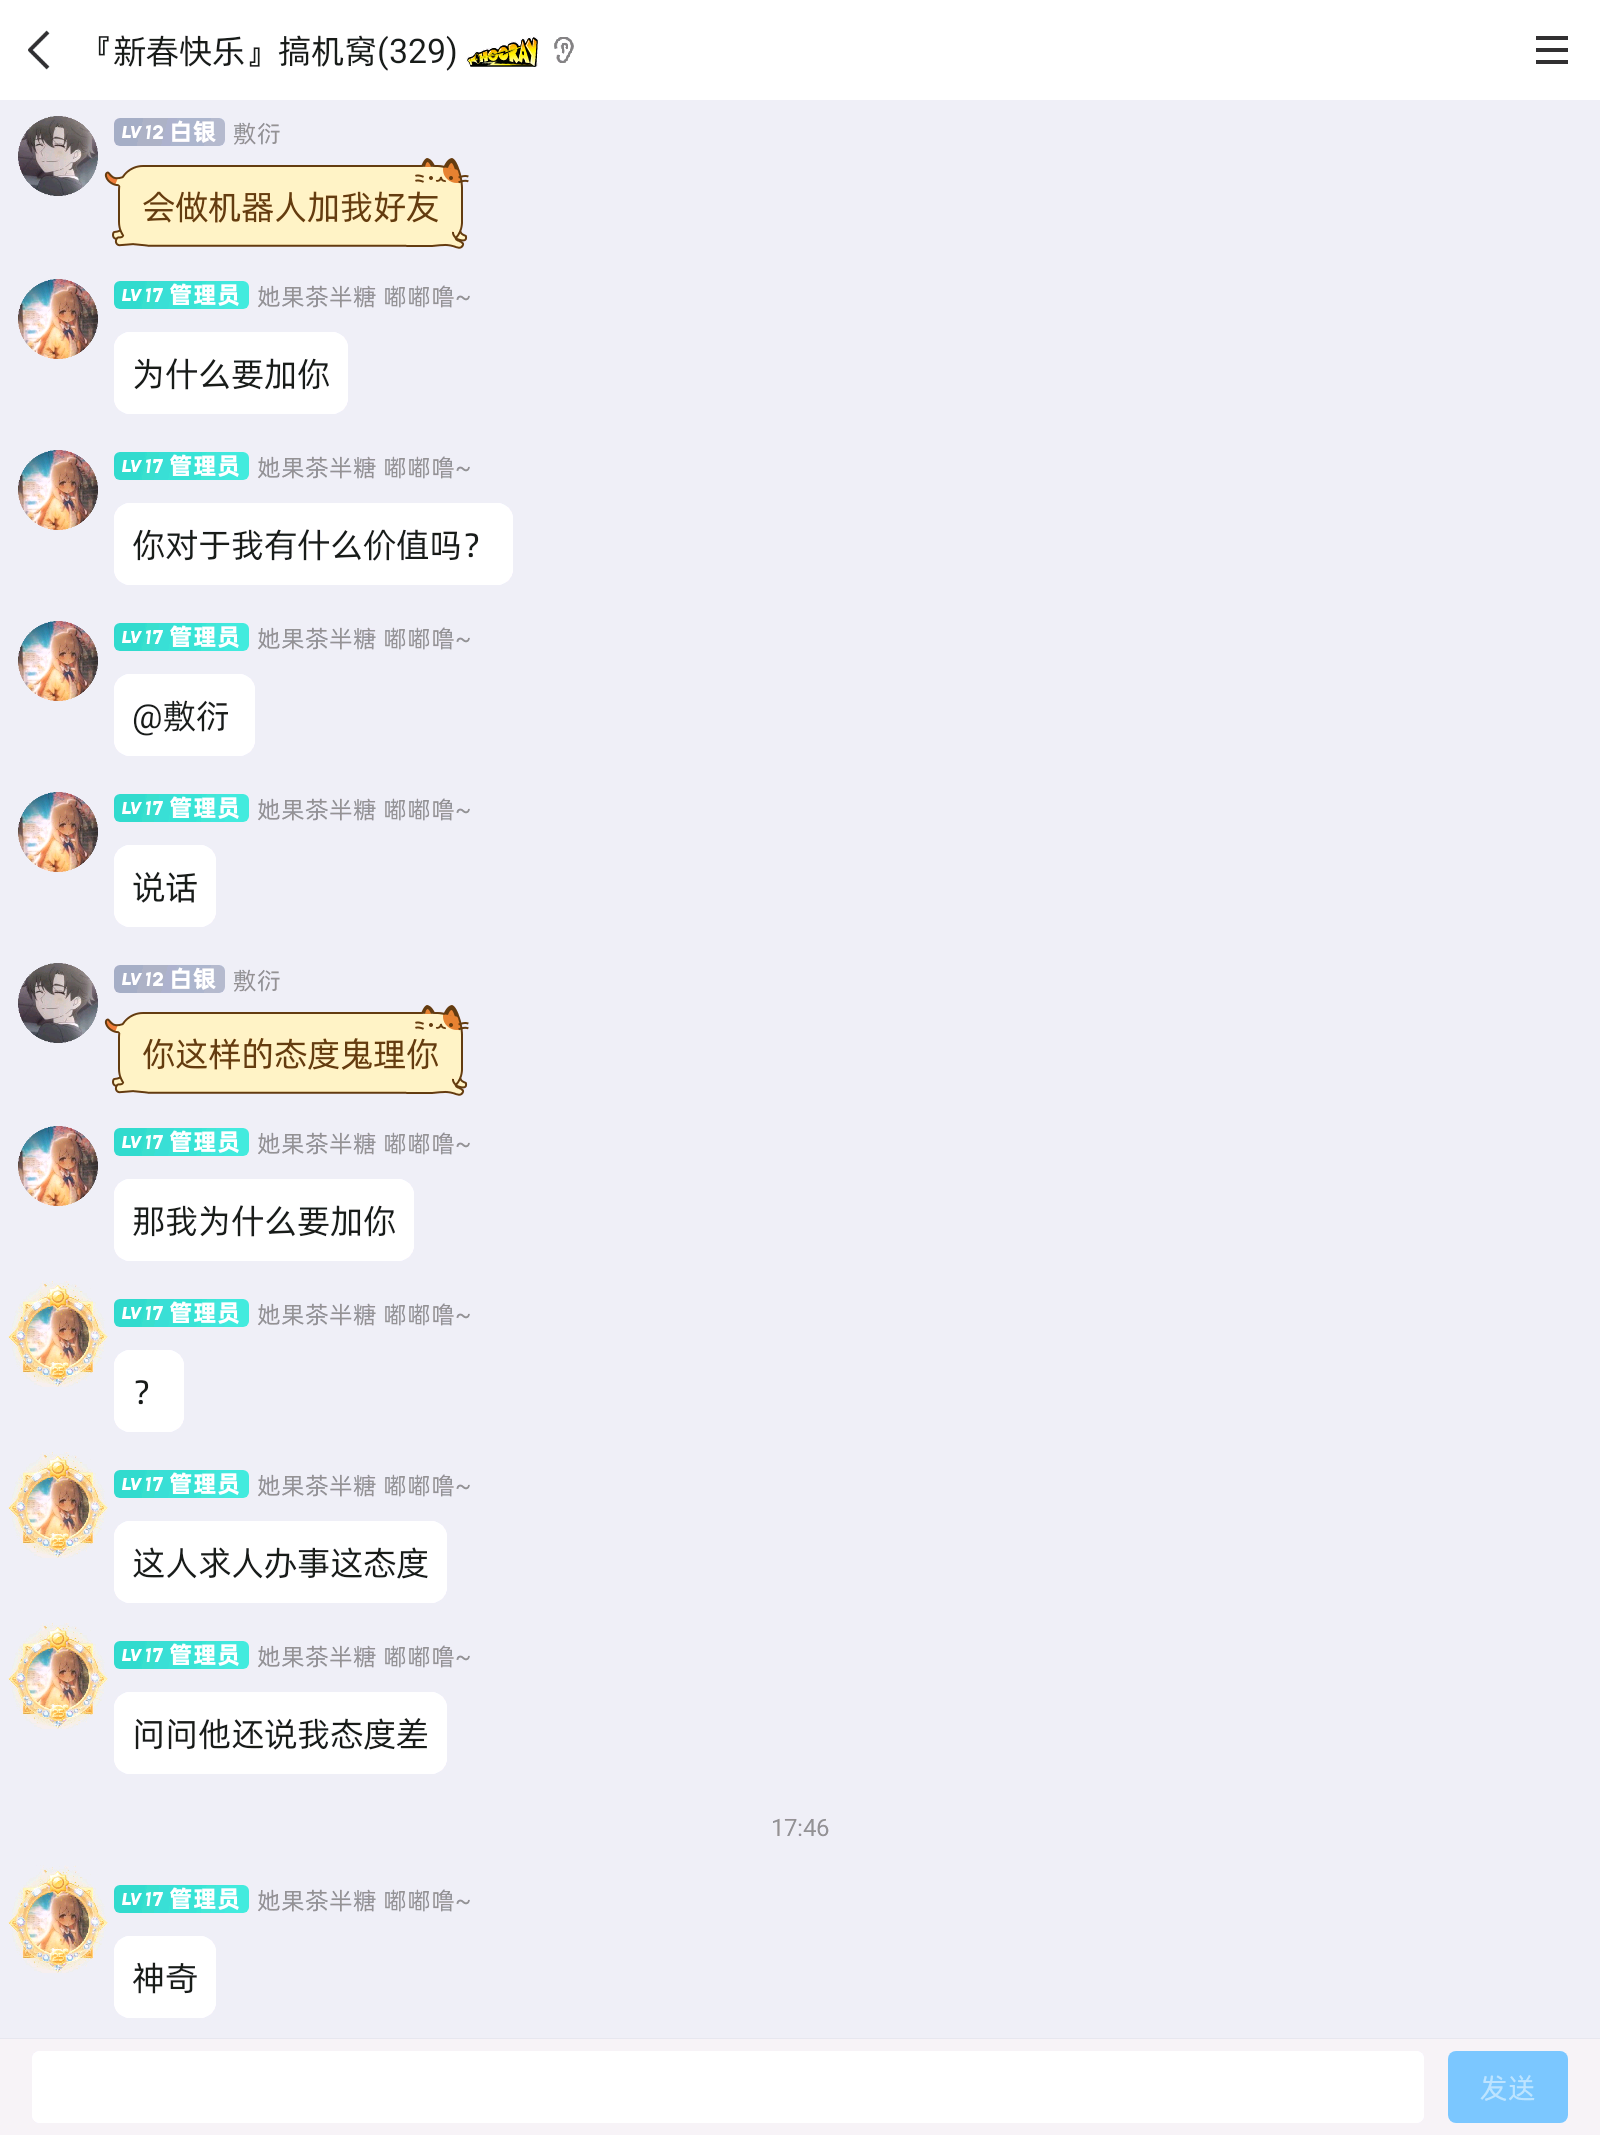 『新春快乐』搞机窝(329) HOORAY
LV12 白银 敷衍
会做机器人加我好友
LV17 管理员 她果茶半糖 嘟嘟噜~
为什么要加你
LV17 管理员 她果茶半糖 嘟嘟噜~
你对于我有什么价值吗?
LV17 管理员 她果茶半糖 嘟嘟噜~
@敷衍
LV17 管理员 她果茶半糖 嘟嘟噜~
说话
LV12 白银 敷衍
你这样的态度鬼理你
LV17 管理员 她果茶半糖 嘟嘟噜~
那我为什么要加你
LV17 管理员 她果茶半糖 嘟嘟噜~
?
LV17 管理员 她果茶半糖 嘟嘟噜~
这人求人办事这态度
LV17 管理员 她果茶半糖 嘟嘟噜~
问问他还说我态度差
17:46
LV17 管理员 她果茶半糖 嘟嘟噜~
神奇
发送